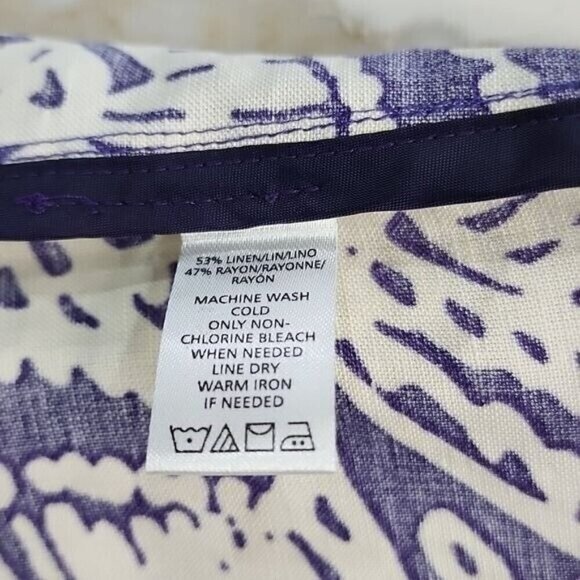 53% LINEN/LIN/LINO
47% RAYON/RAYONNE/
RAYÓN
MACHINE WASH
COLD
ONLY NON-
CHLORINE BLEACH
WHEN NEEDED
LINE DRY
WARM IRON
IF NEEDED